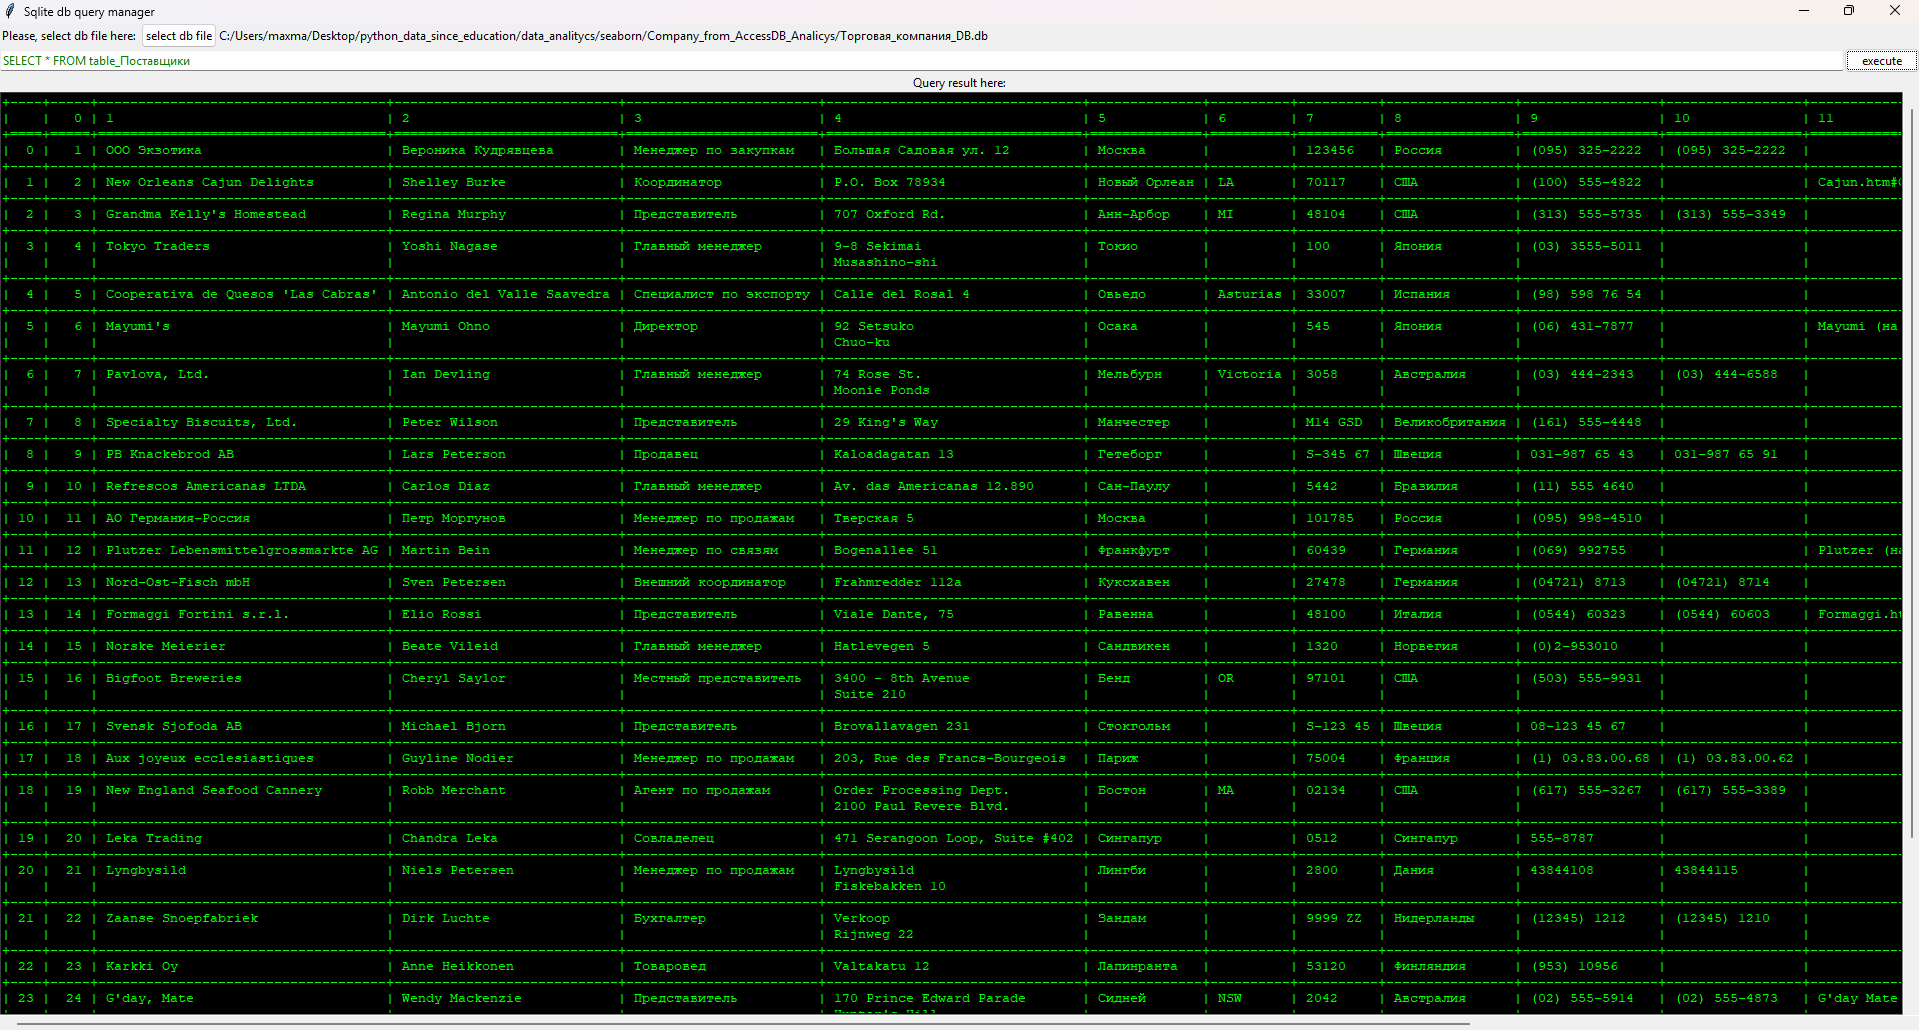 Sqlite db query manager
Please, select db file here: select db file C:/Users/maxma/Desktop/python_data_since_education/data_analitycs/seaborn/Company_from_AccessDB_Analicys/Торговая_компания_DB.db
SELECT * FROM table_Поставщики execute
Query result here:
| | 0 | 1 | 2 | 3 | 4 | 5 | 6 | 7 | 8 | 9 | 10 | 11
| 0 | 1 | ООО Экзотика | Вероника Кудрявцева | Менеджер по закупкам | Большая Садовая ул. 12 | Москва | | 123456 | Россия | (095) 325-2222 | (095) 325-2222 |
| 1 | 2 | New Orleans Cajun Delights | Shelley Burke | Координатор | P.O. Box 78934 | Новый Орлеан | LA | 70117 | США | (100) 555-4822 | | Cajun.htm#
| 2 | 3 | Grandma Kelly's Homestead | Regina Murphy | Представитель | 707 Oxford Rd. | Анн-Арбор | MI | 48104 | США | (313) 555-5735 | (313) 555-3349 |
| 3 | 4 | Tokyo Traders | Yoshi Nagase | Главный менеджер | 9-8 Sekimai | Токио | | 100 | Япония | (03) 3555-5011 | |
| | | | | | Musashino-shi | | | | | | |
| 4 | 5 | Cooperativa de Quesos 'Las Cabras' | Antonio del Valle Saavedra | Специалист по экспорту | Calle del Rosal 4 | Овьедо | Asturias | 33007 | Испания | (98) 598 76 54 | |
| 5 | 6 | Mayumi's | Mayumi Ohno | Директор | 92 Setsuko | Осака | | 545 | Япония | (06) 431-7877 | | Mayumi (на
| | | | | | Chuo-ku | | | | | | |
| 6 | 7 | Pavlova, Ltd. | Ian Devling | Главный менеджер | 74 Rose St. | Мельбурн | Victoria | 3058 | Австралия | (03) 444-2343 | (03) 444-6588 |
| | | | | | Moonie Ponds | | | | | | |
| 7 | 8 | Specialty Biscuits, Ltd. | Peter Wilson | Представитель | 29 King's Way | Манчестер | | M14 GSD | Великобритания | (161) 555-4448 | |
| 8 | 9 | PB Knackebrod AB | Lars Peterson | Продавец | Kaloadagatan 13 | Гетеборг | | S-345 67 | Швеция | 031-987 65 43 | 031-987 65 91 |
| 9 | 10 | Refrescos Americanas LTDA | Carlos Diaz | Главный менеджер | Av. das Americanas 12.890 | Сан-Паулу | | 5442 | Бразилия | (11) 555 4640 | |
| 10 | 11 | АО Германия-Россия | Петр Моргунов | Менеджер по продажам | Тверская 5 | Москва | | 101785 | Россия | (095) 998-4510 | |
| 11 | 12 | Plutzer Lebensmittelgrossmarkte AG | Martin Bein | Менеджер по связям | Bogenallee 51 | Франкфурт | | 60439 | Германия | (069) 992755 | | Plutzer (на
| 12 | 13 | Nord-Ost-Fisch mbH | Sven Petersen | Внешний координатор | Frahmredder 112a | Куксхавен | | 27478 | Германия | (04721) 8713 | (04721) 8714 |
| 13 | 14 | Formaggi Fortini s.r.l. | Elio Rossi | Представитель | Viale Dante, 75 | Равенна | | 48100 | Италия | (0544) 60323 | (0544) 60603 | Formaggi.ht
| 14 | 15 | Norske Meierier | Beate Vileid | Главный менеджер | Hatlevegen 5 | Сандвикен | | 1320 | Норвегия | (0)2-953010 | |
| 15 | 16 | Bigfoot Breweries | Cheryl Saylor | Местный представитель | 3400 - 8th Avenue | Бенд | OR | 97101 | США | (503) 555-9931 | |
| | | | | | Suite 210 | | | | | | |
| 16 | 17 | Svensk Sjofoda AB | Michael Bjorn | Представитель | Brovallavagen 231 | Стокгольм | | S-123 45 | Швеция | 08-123 45 67 | |
| 17 | 18 | Aux joyeux ecclesiastiques | Guyline Nodier | Менеджер по продажам | 203, Rue des Francs-Bourgeois | Париж | | 75004 | Франция | (1) 03.83.00.68 | (1) 03.83.00.62 |
| 18 | 19 | New England Seafood Cannery | Robb Merchant | Агент по продажам | Order Processing Dept. | Бостон | MA | 02134 | США | (617) 555-3267 | (617) 555-3389 |
| | | | | | 2100 Paul Revere Blvd. | | | | | | |
| 19 | 20 | Leka Trading | Chandra Leka | Совладелец | 471 Serangoon Loop, Suite #402 | Сингапур | | 0512 | Сингапур | 555-8787 | |
| 20 | 21 | Lyngbysild | Niels Petersen | Менеджер по продажам | Lyngbysild | Лингби | | 2800 | Дания | 43844108 | 43844115 |
| | | | | | Fiskebakken 10 | | | | | | |
| 21 | 22 | Zaanse Snoepfabriek | Dirk Luchte | Бухгалтер | Verkoop | Зандам | | 9999 ZZ | Нидерланды | (12345) 1212 | (12345) 1210 |
| | | | | | Rijnweg 22 | | | | | | |
| 22 | 23 | Karkki Oy | Anne Heikkonen | Товаровед | Valtakatu 12 | Лапинранта | | 53120 | Финляндия | (953) 10956 | |
| 23 | 24 | G'day, Mate | Wendy Mackenzie | Представитель | 170 Prince Edward Parade | Сидней | NSW | 2042 | Австралия | (02) 555-5914 | (02) 555-4873 | G'day Mate